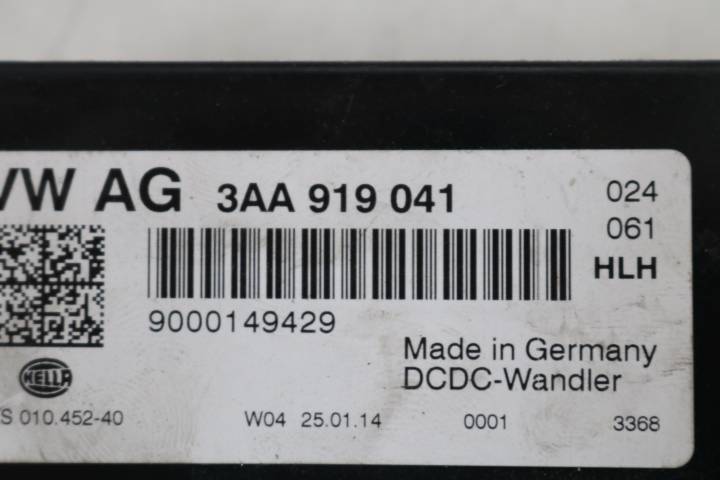 VW AG 3AA 919 041
024
061
HLH
9000149429
Made in Germany
DCDC-Wandler
HELLA
S 010.452-40 W04 25.01.14 0001 3368